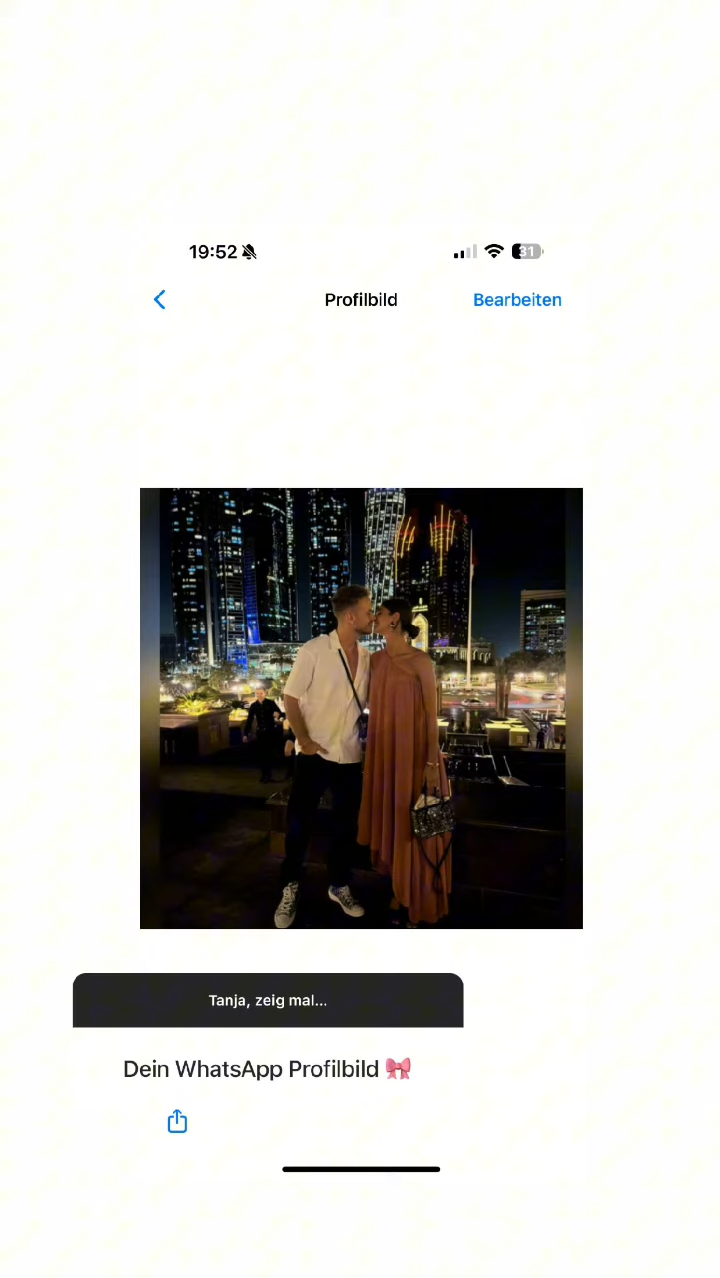 19:52
31
Profilbild
Bearbeiten
Tanja, zeig mal...
Dein WhatsApp Profilbild 🎀